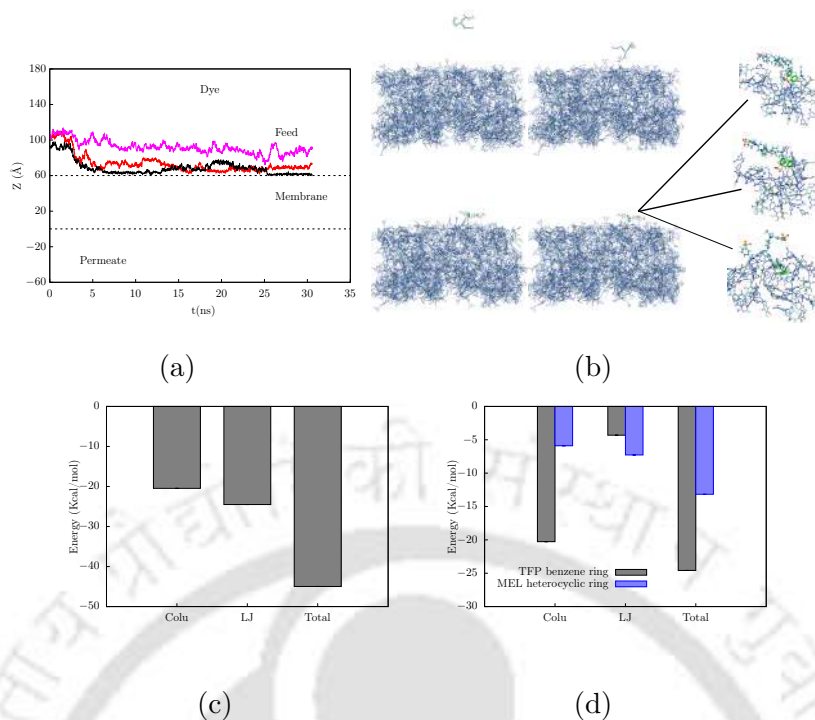 180
140
100
60
20
−20
−60
Z (Å)
Dye
Feed
Membrane
Permeate
0 5 10 15 20 25 30 35
t(ns)
(a)
(b)
0
−10
−20
−30
−40
−50
Energy (Kcal/mol)
Colu LJ Total
(c)
0
−5
−10
−15
−20
−25
−30
Energy (Kcal/mol)
TFP benzene ring
MEL heterocyclic ring
Colu LJ Total
(d)